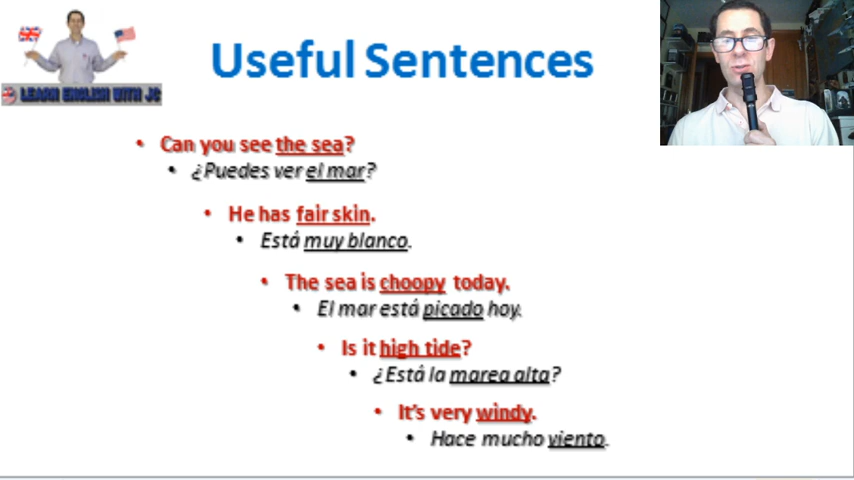 LEARN ENGLISH WITH JC
Useful Sentences
Can you see the sea?
¿Puedes ver el mar?
He has fair skin.
Está muy blanco.
The sea is choopy today.
El mar está picado hoy.
Is it high tide?
¿Está la marea alta?
It's very windy.
Hace mucho viento.